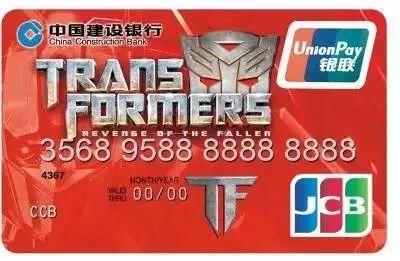 中国建设银行
China Construction Bank
UnionPay
银联
TRANS
FORMERS
REVENGE OF THE FALLEN
3568 9588 8888 8888
4367
MONTH/YEAR
VALID
THRU
00/00
TF
CCB
JCB